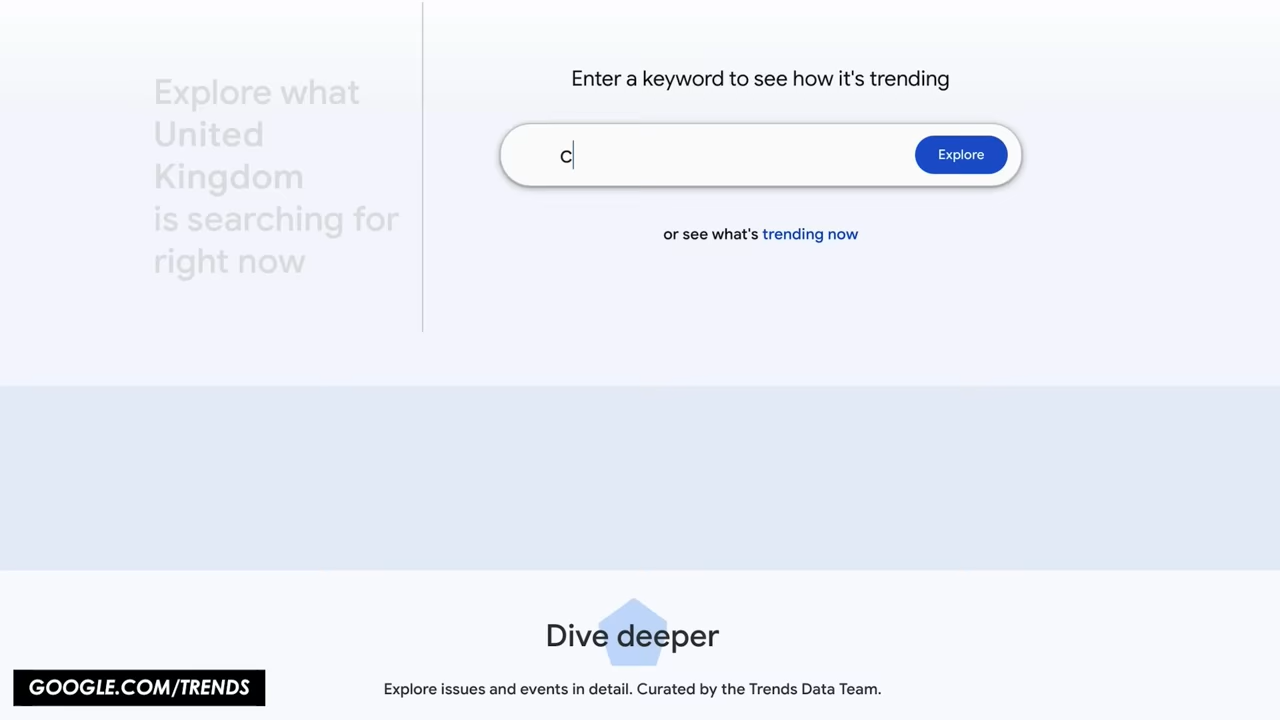 Explore what
United
Kingdom
is searching for
right now
Enter a keyword to see how it's trending
c
Explore
or see what's trending now
Dive deeper
Explore issues and events in detail. Curated by the Trends Data Team.
GOOGLE.COM/TRENDS